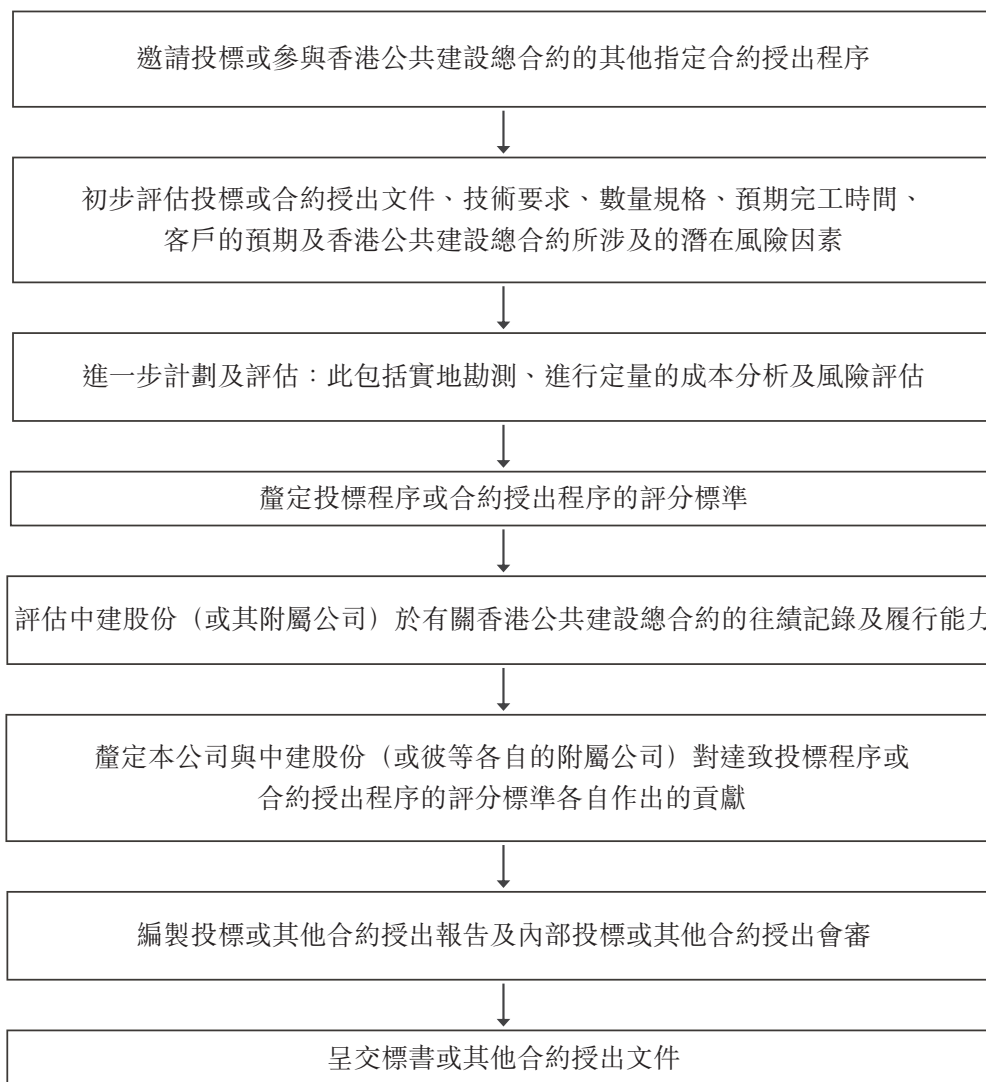 邀請投標或參與香港公共建設總合約的其他指定合約授出程序
初步評估投標或合約授出文件、技術要求、數量規格、預期完工時間、
客戶的預期及香港公共建設總合約所涉及的潛在風險因素
進一步計劃及評估：此包括實地勘測、進行定量的成本分析及風險評估
釐定投標程序或合約授出程序的評分標準
評估中建股份（或其附屬公司）於有關香港公共建設總合約的往績記錄及履行能力
釐定本公司與中建股份（或彼等各自的附屬公司）對達致投標程序或
合約授出程序的評分標準各自作出的貢獻
編製投標或其他合約授出報告及內部投標或其他合約授出會審
呈交標書或其他合約授出文件